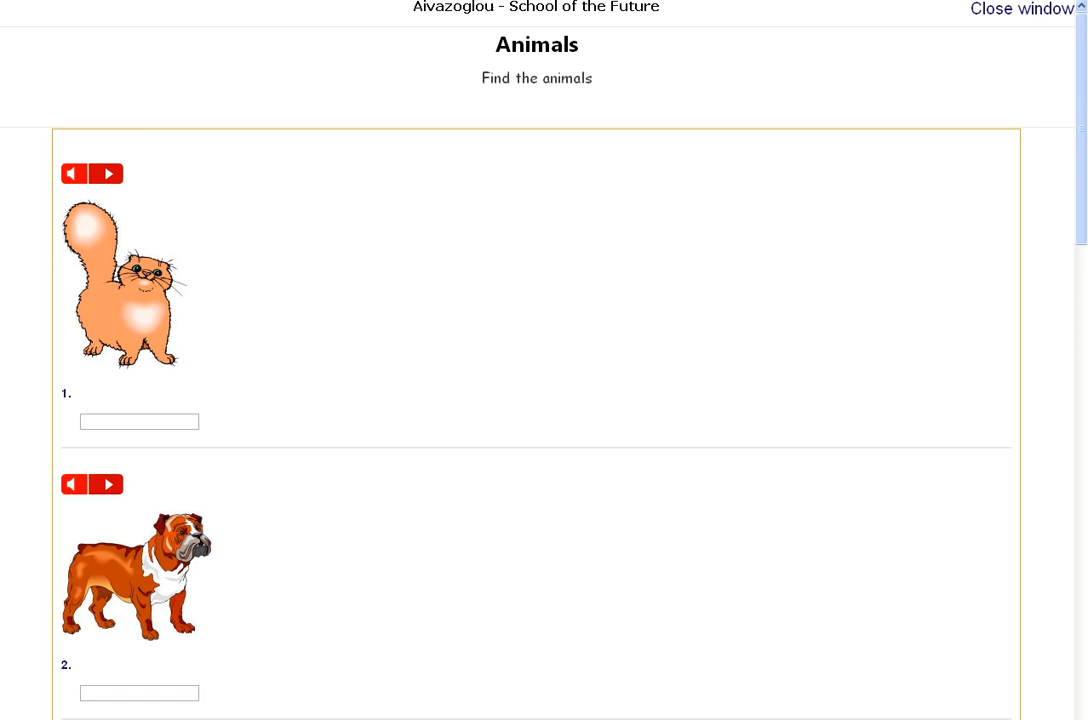 Aivazoglou - School of the Future
Close window
Animals
Find the animals
1.
2.